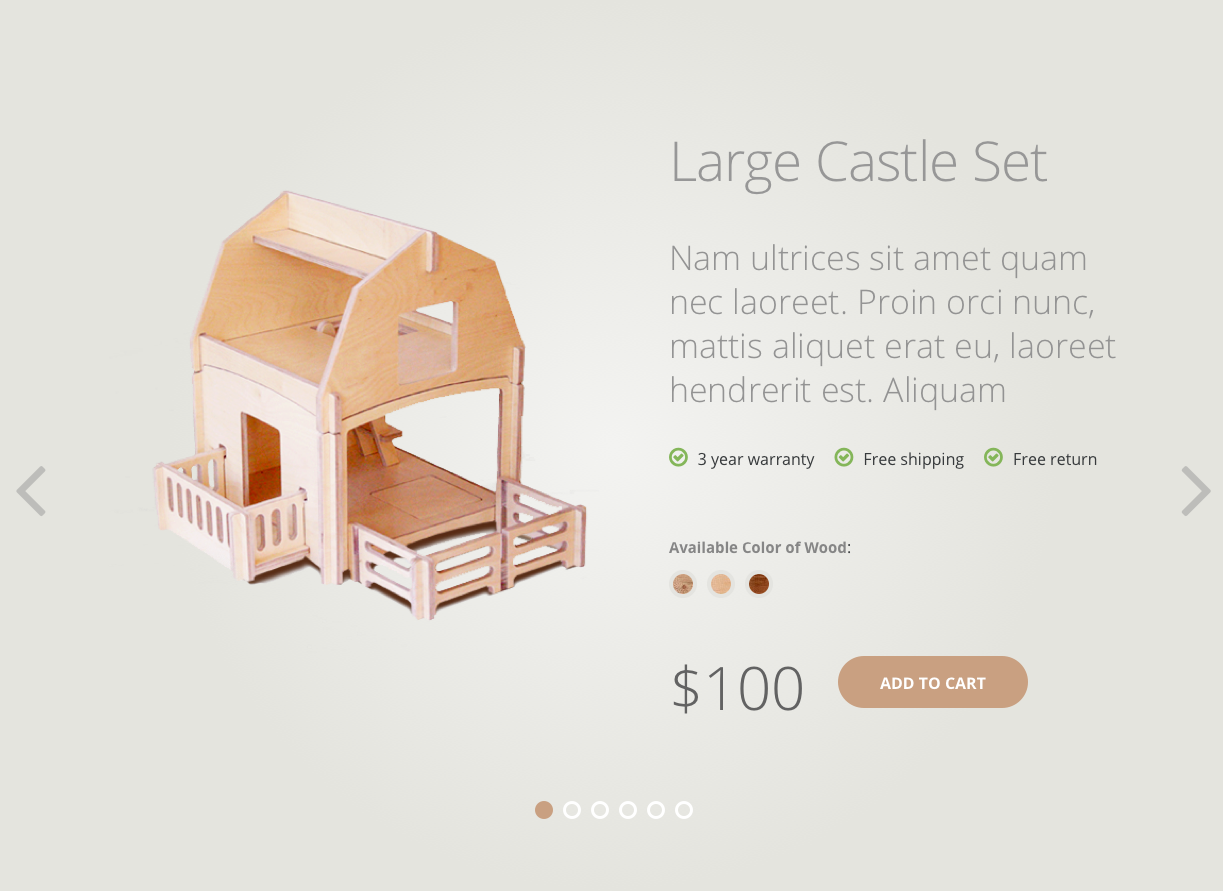 Large Castle Set
Nam ultrices sit amet quam
nec laoreet. Proin orci nunc,
mattis aliquet erat eu, laoreet
hendrerit est. Aliquam
3 year warranty Free shipping Free return
Available Color of Wood:
$100 ADD TO CART